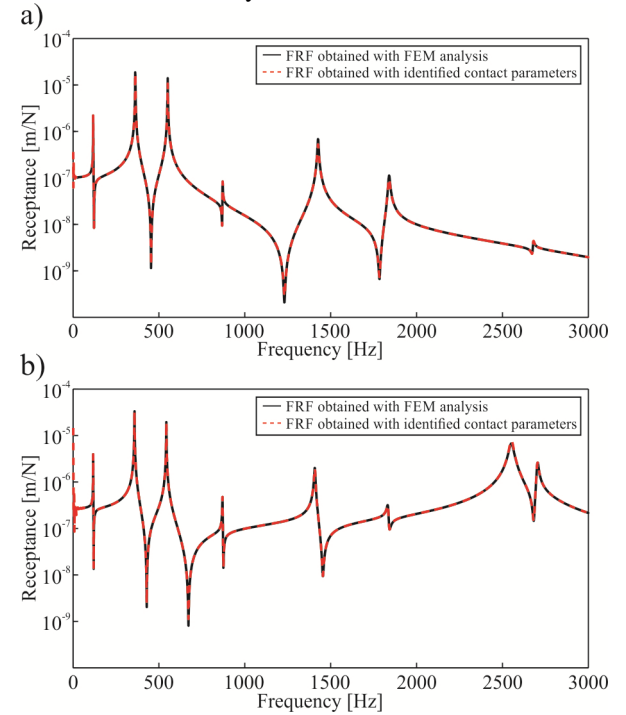 a)
10^-4
FRF obtained with FEM analysis
FRF obtained with identified contact parameters
10^-5
10^-6
10^-7
10^-8
10^-9
Receptance [m/N]
0 500 1000 1500 2000 2500 3000
Frequency [Hz]
b)
10^-4
FRF obtained with FEM analysis
FRF obtained with identified contact parameters
10^-5
10^-6
10^-7
10^-8
10^-9
Receptance [m/N]
0 500 1000 1500 2000 2500 3000
Frequency [Hz]